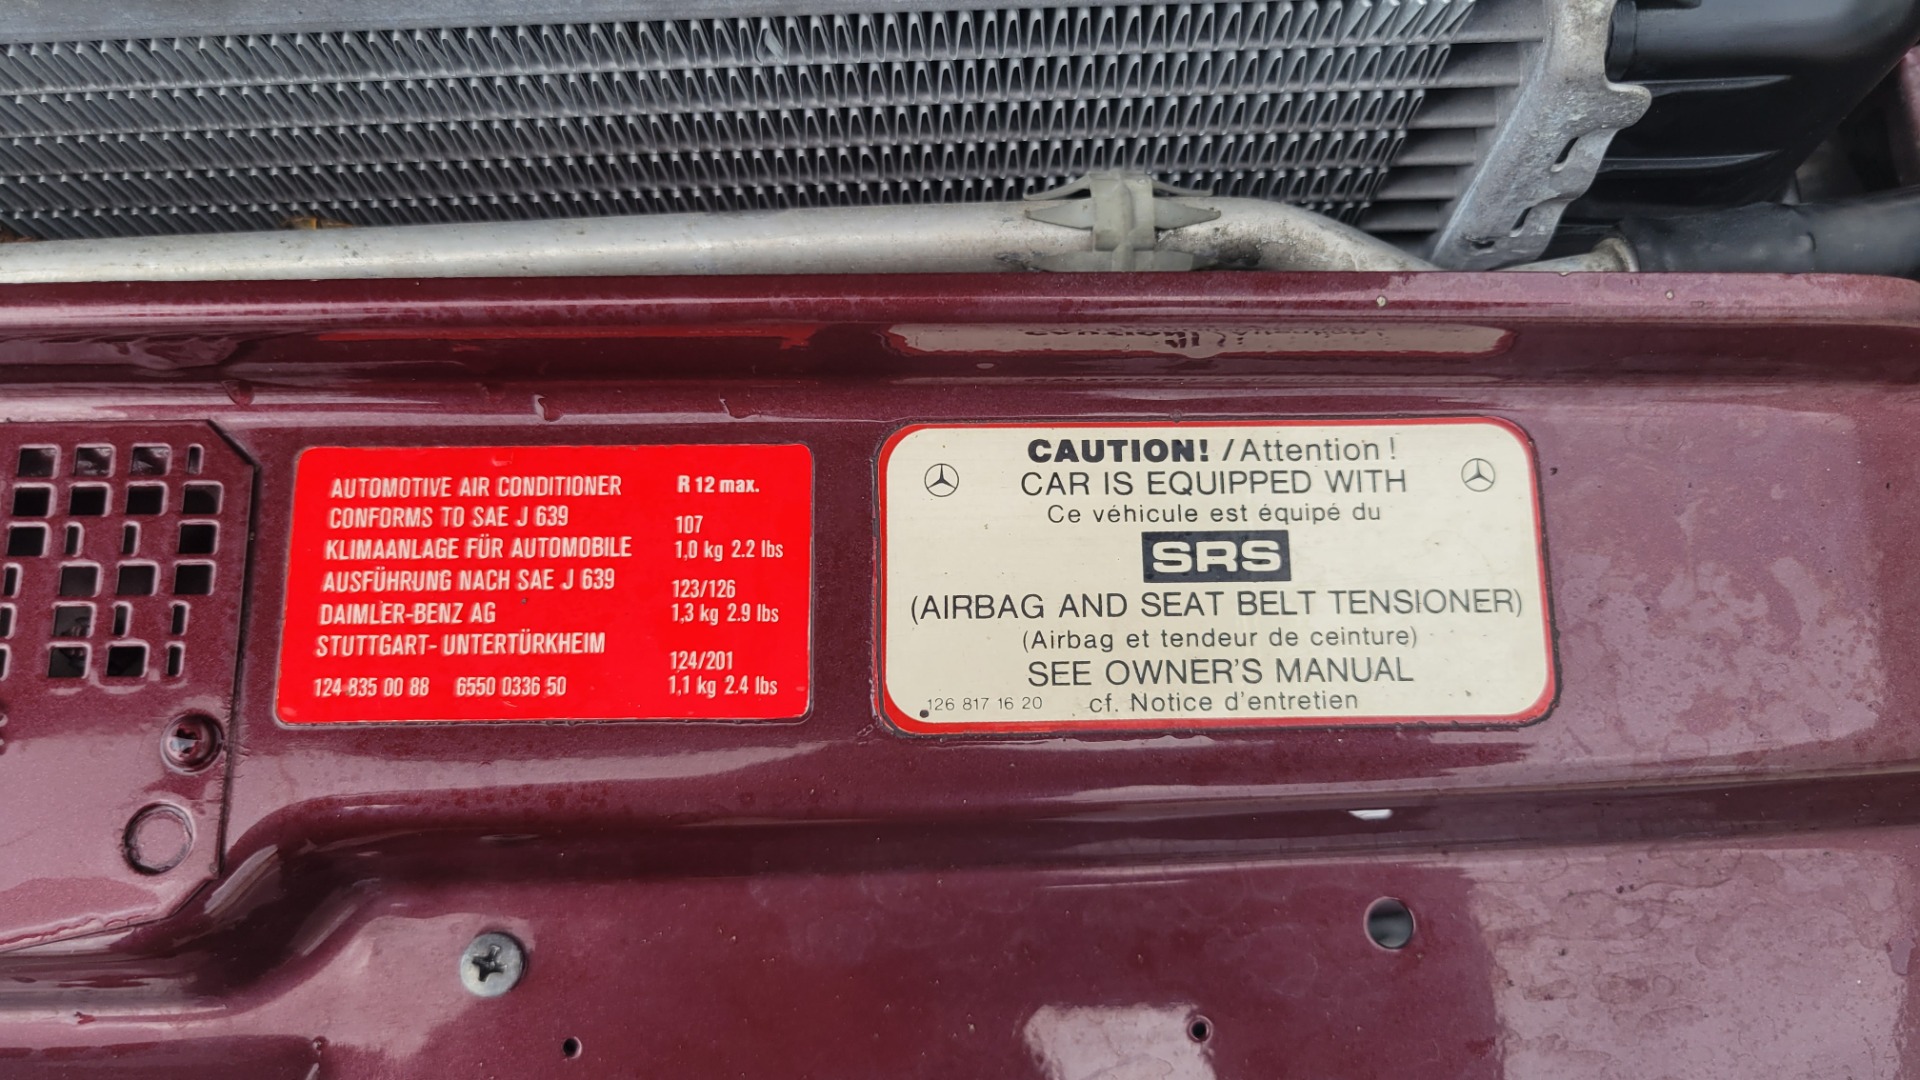 AUTOMOTIVE AIR CONDITIONER
CONFORMS TO SAE J 639
KLIMAANLAGE FÜR AUTOMOBILE
AUSFÜHRUNG NACH SAE J 639
DAIMLER-BENZ AG
STUTTGART- UNTERTÜRKHEIM
124 835 00 88 6550 0336 50
R 12 max.
107
1,0 kg 2.2 lbs
123/126
1,3 kg 2.9 lbs
124/201
1,1 kg 2.4 lbs
CAUTION! /Attention !
CAR IS EQUIPPED WITH
Ce véhicule est équipé du
SRS
(AIRBAG AND SEAT BELT TENSIONER)
(Airbag et tendeur de ceinture)
SEE OWNER'S MANUAL
126 817 16 20 cf. Notice d'entretien